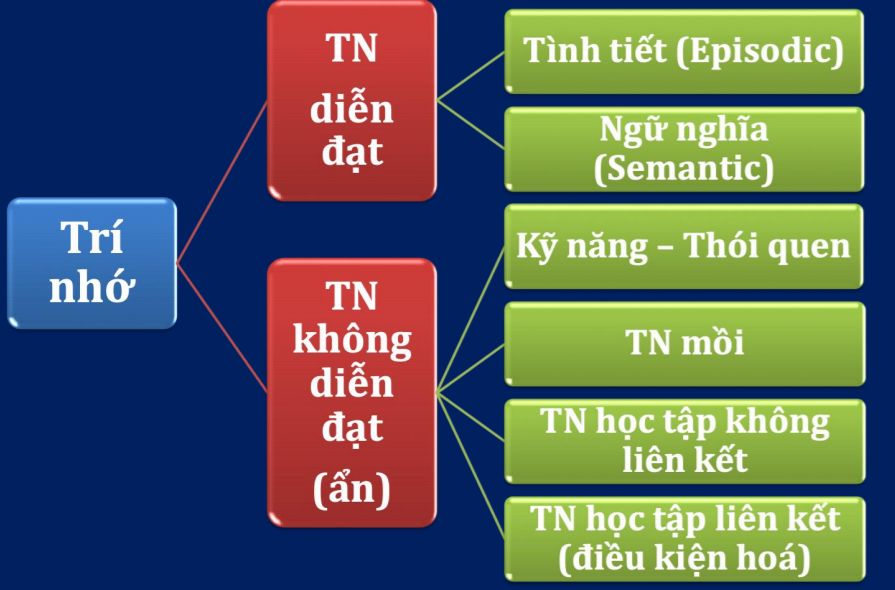 Trí
nhớ
TN
diễn
đạt
Tình tiết (Episodic)
Ngữ nghĩa
(Semantic)
TN
không
diễn
đạt
(ẩn)
Kỹ năng – Thói quen
TN mồi
TN học tập không
liên kết
TN học tập liên kết
(điều kiện hoá)